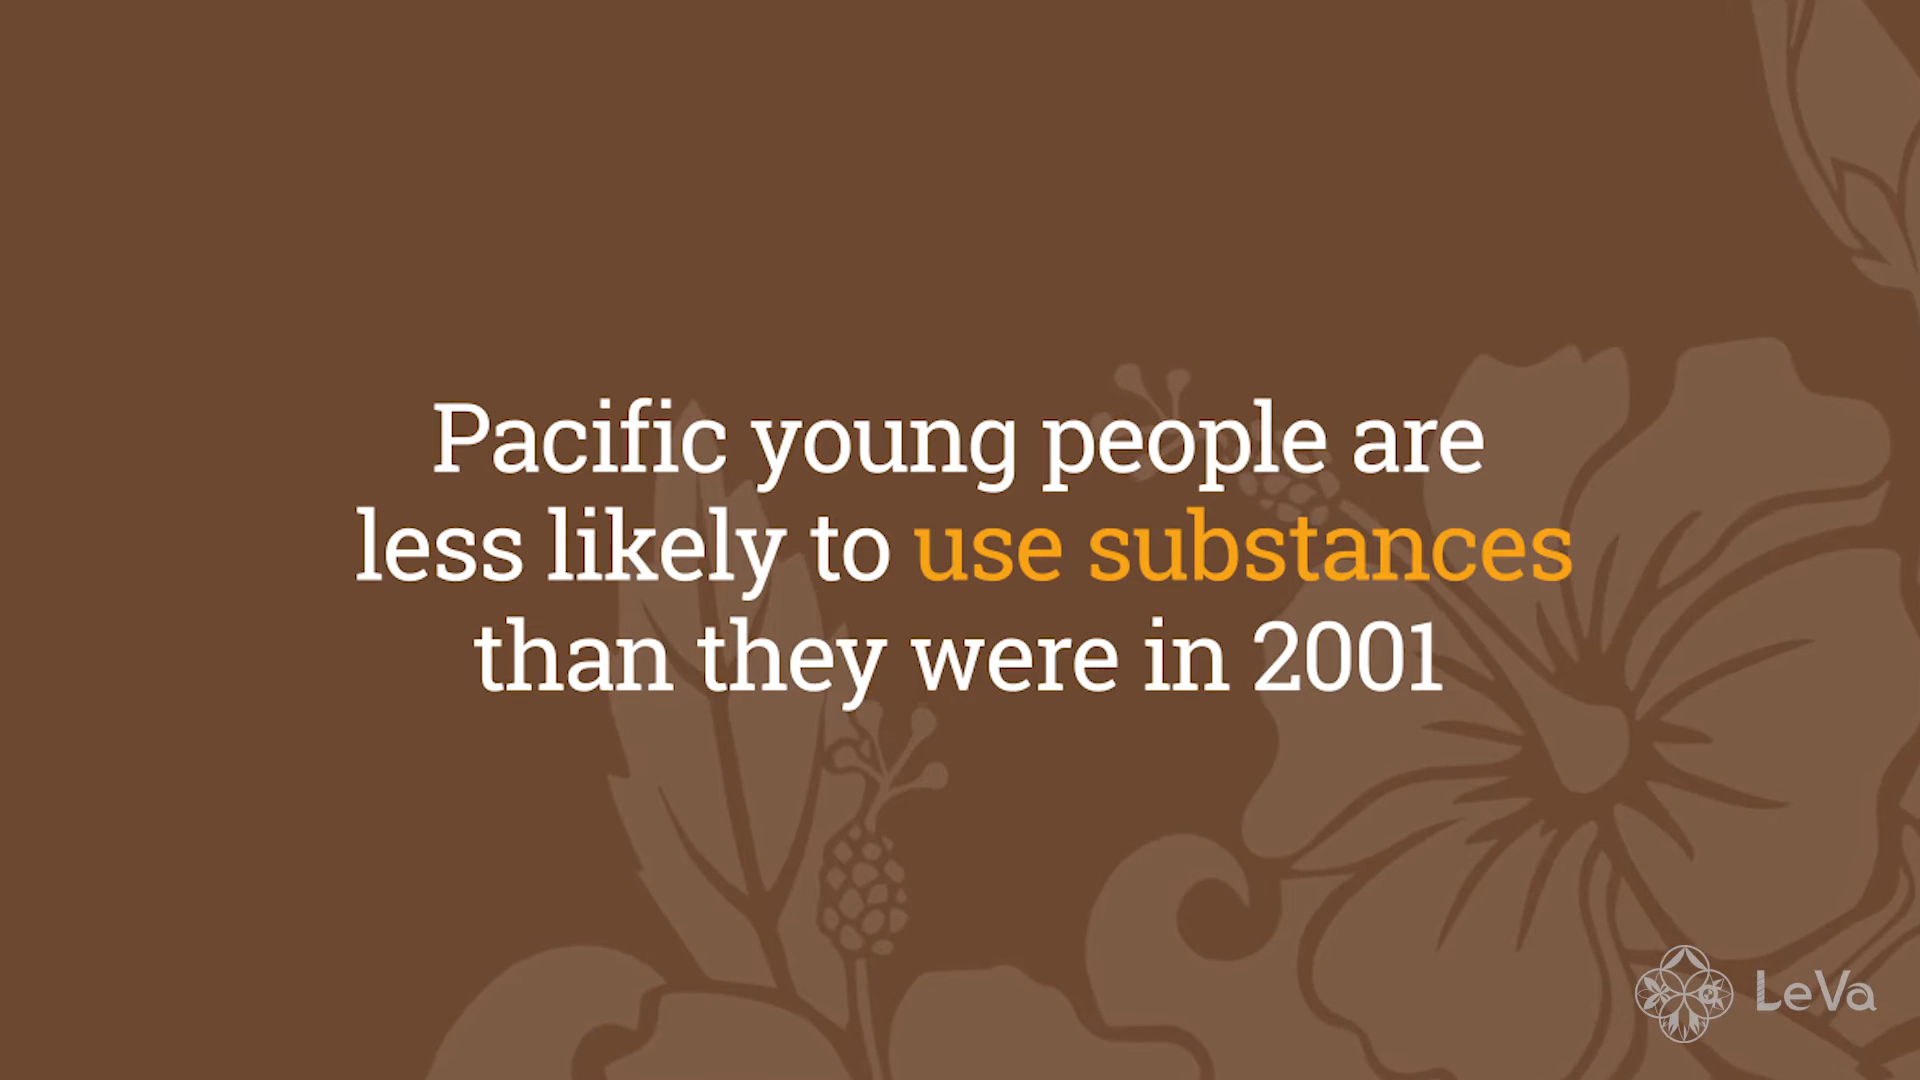 Pacific young people are
less likely to use substances
than they were in 2001
LeVa